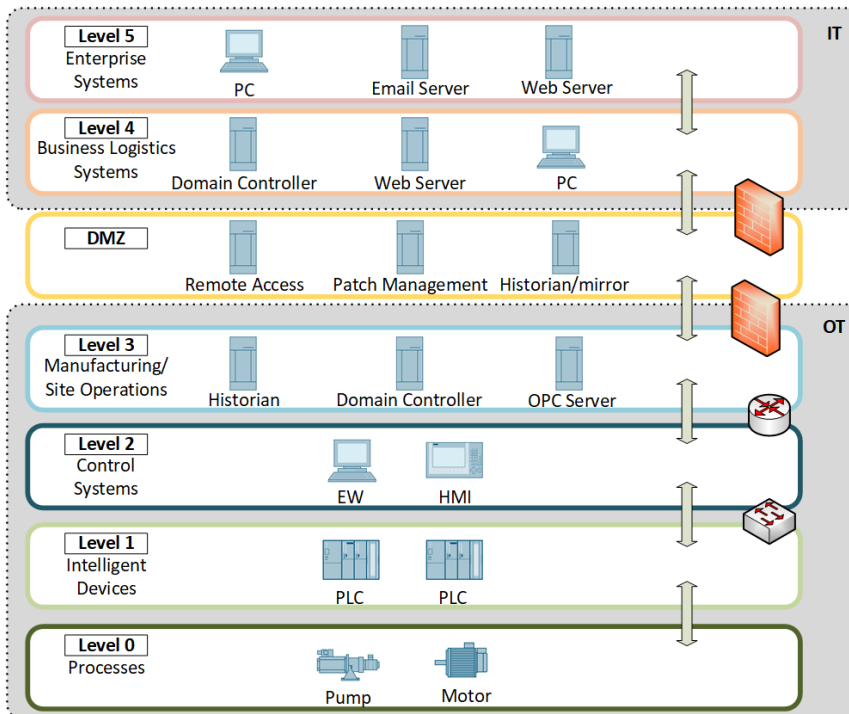 IT
Level 5
Enterprise
Systems
PC
Email Server
Web Server
Level 4
Business Logistics
Systems
Domain Controller
Web Server
PC
DMZ
Remote Access
Patch Management
Historian/mirror
OT
Level 3
Manufacturing/
Site Operations
Historian
Domain Controller
OPC Server
Level 2
Control
Systems
EW
HMI
Level 1
Intelligent
Devices
PLC
PLC
Level 0
Processes
Pump
Motor